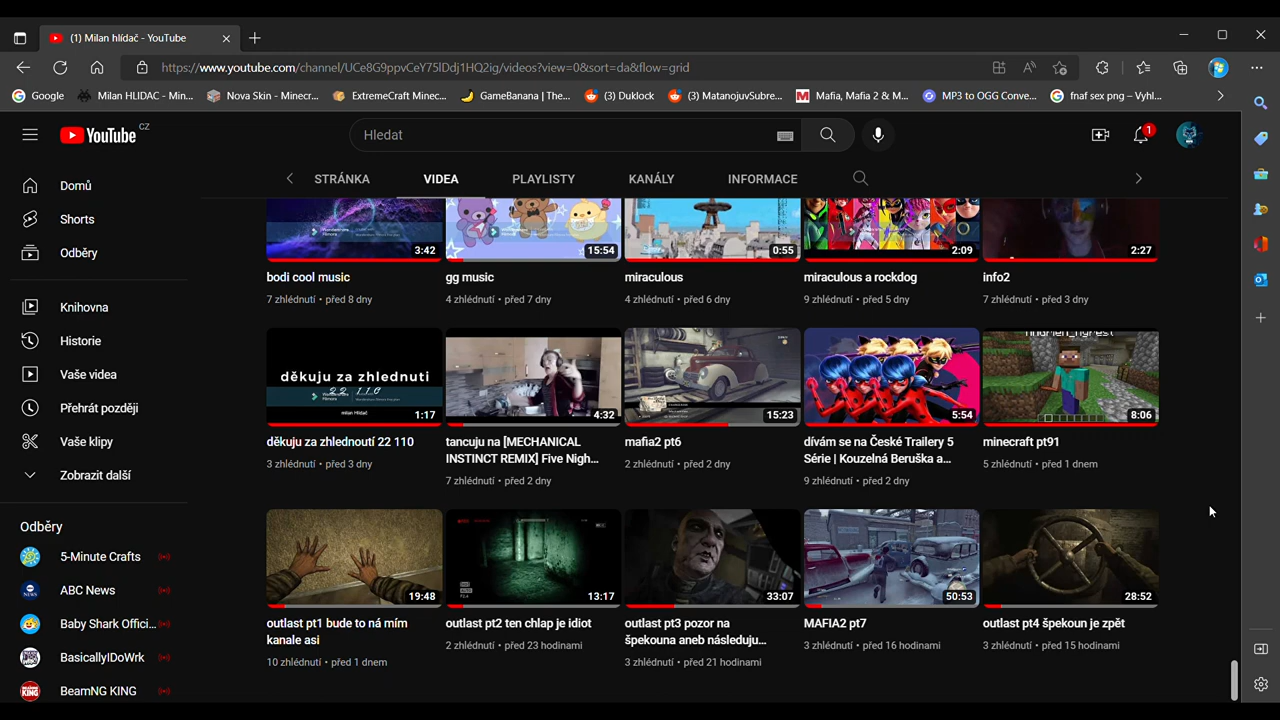 (1) Milan hlídač - YouTube
https://www.youtube.com/channel/UCe8G9ppvCeY75lDdj1HQ2ig/videos?view=0&sort=da&flow=grid
Google
Milan HLIDAC - Min...
Nova Skin - Minecr...
ExtremeCraft Minec...
GameBanana | The...
(3) Duklock
(3) MatanojuvSubre...
Mafia, Mafia 2 & M...
MP3 to OGG Conve...
fnaf sex png – Vyhl...
YouTube CZ
Hledat
1
STRÁNKA
VIDEA
PLAYLISTY
KANÁLY
INFORMACE
Domů
Shorts
Odběry
Knihovna
Historie
Vaše videa
Přehrát později
Vaše klipy
Zobrazit další
Odběry
5-Minute Crafts
ABC News
Baby Shark Offici...
BasicallyIDoWrk
BeamNG KING
3:42
15:54
0:55
2:09
2:27
bodi cool music
7 zhlédnutí • před 8 dny
gg music
4 zhlédnutí • před 7 dny
miraculous
4 zhlédnutí • před 6 dny
miraculous a rockdog
9 zhlédnutí • před 5 dny
info2
7 zhlédnutí • před 3 dny
děkuju za zhlednuti
22 110
milan Hlídač
1:17
4:32
15:23
5:54
8:06
děkuju za zhlednoutí 22 110
3 zhlédnutí • před 3 dny
tancuju na [MECHANICAL
INSTINCT REMIX] Five Nigh...
7 zhlédnutí • před 2 dny
mafia2 pt6
2 zhlédnutí • před 2 dny
dívám se na České Trailery 5
Série | Kouzelná Beruška a...
9 zhlédnutí • před 2 dny
minecraft pt91
5 zhlédnutí • před 1 dnem
19:48
13:17
33:07
50:53
28:52
outlast pt1 bude to ná mím
kanale asi
10 zhlédnutí • před 1 dnem
outlast pt2 ten chlap je idiot
2 zhlédnutí • před 23 hodinami
outlast pt3 pozor na
špekouna aneb následuju...
3 zhlédnutí • před 21 hodinami
MAFIA2 pt7
3 zhlédnutí • před 16 hodinami
outlast pt4 špekoun je zpět
3 zhlédnutí • před 15 hodinami